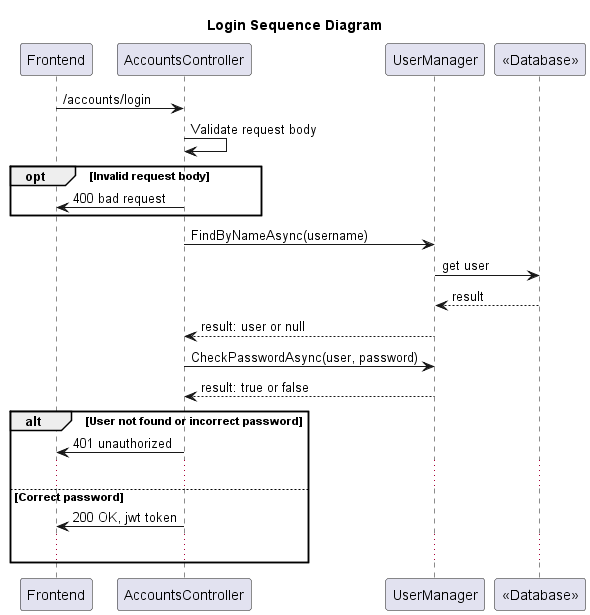 Login Sequence Diagram
Frontend AccountsController UserManager «Database»
/accounts/login
Validate request body
opt [Invalid request body]
400 bad request
FindByNameAsync(username)
get user
result
result: user or null
CheckPasswordAsync(user, password)
result: true or false
alt [User not found or incorrect password]
401 unauthorized
[Correct password]
200 OK, jwt token
Frontend AccountsController UserManager «Database»